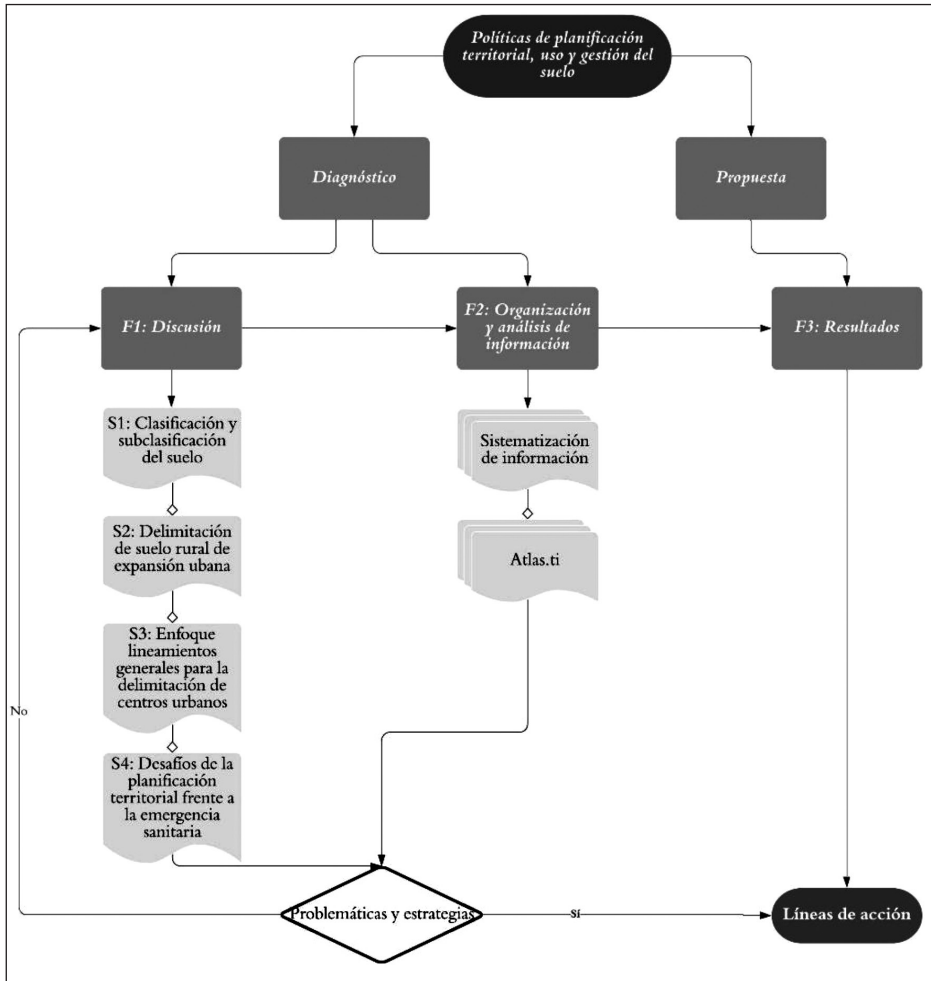 Políticas de planificación
territorial, uso y gestión del
suelo
Diagnóstico
Propuesta
F1: Discusión
F2: Organización
y análisis de
información
F3: Resultados
S1: Clasificación y
subclasificación
del suelo
Sistematización
de información
S2: Delimitación
de suelo rural de
expansión ubana
Atlas.ti
S3: Enfoque
lineamientos
generales para la
delimitación de
centros urbanos
No
S4: Desafíos de la
planificación
territorial frente a
la emergencia
sanitaria
Problemáticas y estrategias
Sí
Líneas de acción